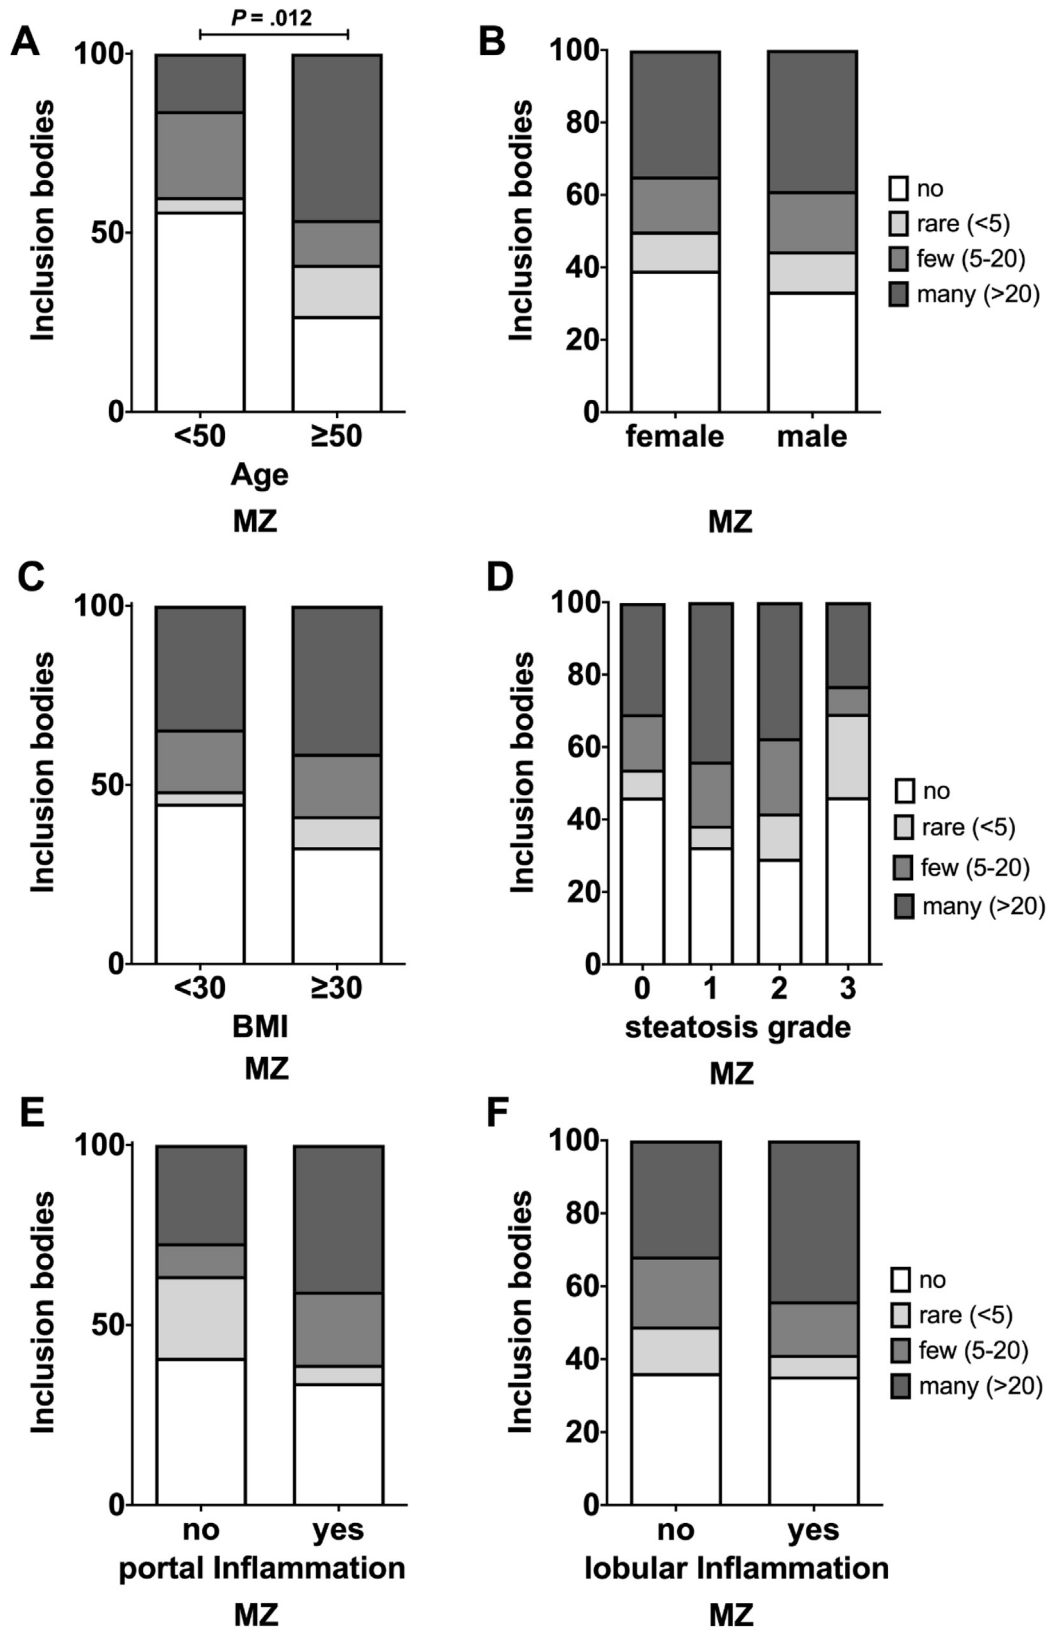 A
P = .012
Inclusion bodies
100
50
0
<50
≥50
Age
MZ
B
Inclusion bodies
100
80
60
40
20
0
female
male
MZ
no
rare (<5)
few (5-20)
many (>20)
C
Inclusion bodies
100
50
0
<30
≥30
BMI
MZ
D
Inclusion bodies
100
80
60
40
20
0
0
1
2
3
steatosis grade
MZ
no
rare (<5)
few (5-20)
many (>20)
E
Inclusion bodies
100
50
0
no
yes
portal Inflammation
MZ
F
Inclusion bodies
100
80
60
40
20
0
no
yes
lobular Inflammation
MZ
no
rare (<5)
few (5-20)
many (>20)